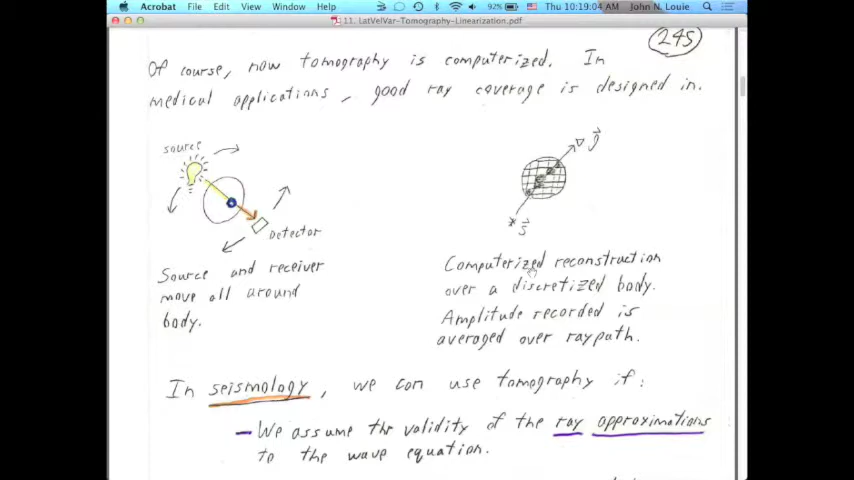 Acrobat File Edit View Window Help 92% Thu 10:19:04 AM John N. Louie
11. LatVelVar-Tomography-Linearization.pdf
245
Of course, now tomography is computerized. In
medical applications, good ray coverage is designed in.
source
Detector
g
s
Source and receiver
move all around
body.
Computerized reconstruction
over a discretized body.
Amplitude recorded is
averaged over raypath.
In seismology, we can use tomography if:
- We assume the validity of the ray approximations
to the wave equation.